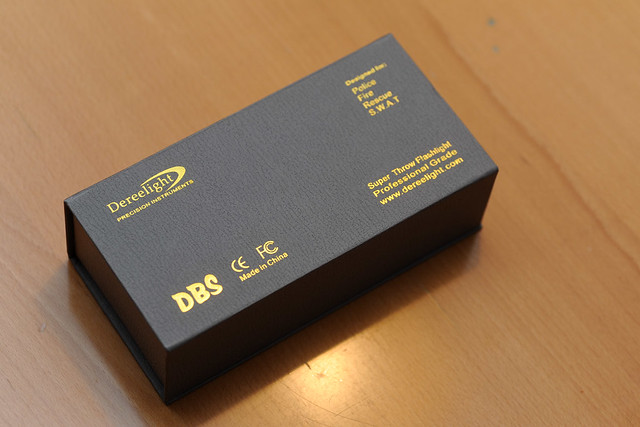 Designed for:
Police
Fire
Rescue
S.W.A.T
Dereelight
PRECISION INSTRUMENTS
Super Throw Flashlight
Professional Grade
www.dereelight.com
CE FC
Made in China
DBS